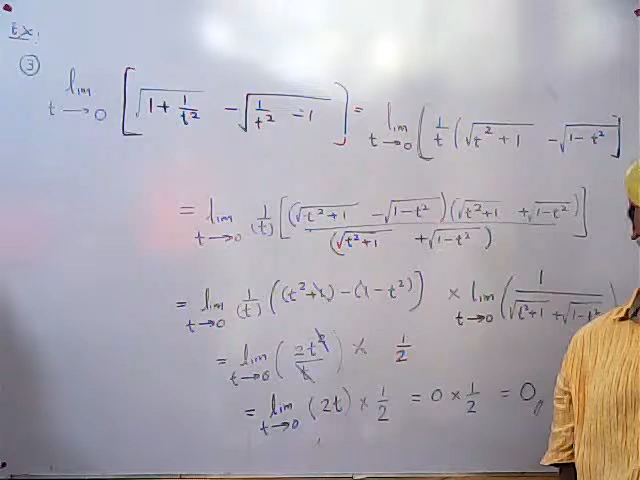 Ex:
③ lim t→0 [√(1 + 1/t²) - √(1/t² - 1)] = lim t→0 [1/t (√(t²+1) - √(1-t²)]
= lim t→0 1/(t) [(√(t²+1) - √(1-t²))(√(t²+1) + √(1-t²)) / (√(t²+1) + √(1-t²))]
= lim t→0 1/(t) [(t²+1) - (1-t²)] × lim t→0 (1 / (√(t²+1) + √(1-t²)))
= lim t→0 (2t²/t) × 1/2
= lim t→0 (2t) × 1/2 = 0 × 1/2 = 0,,